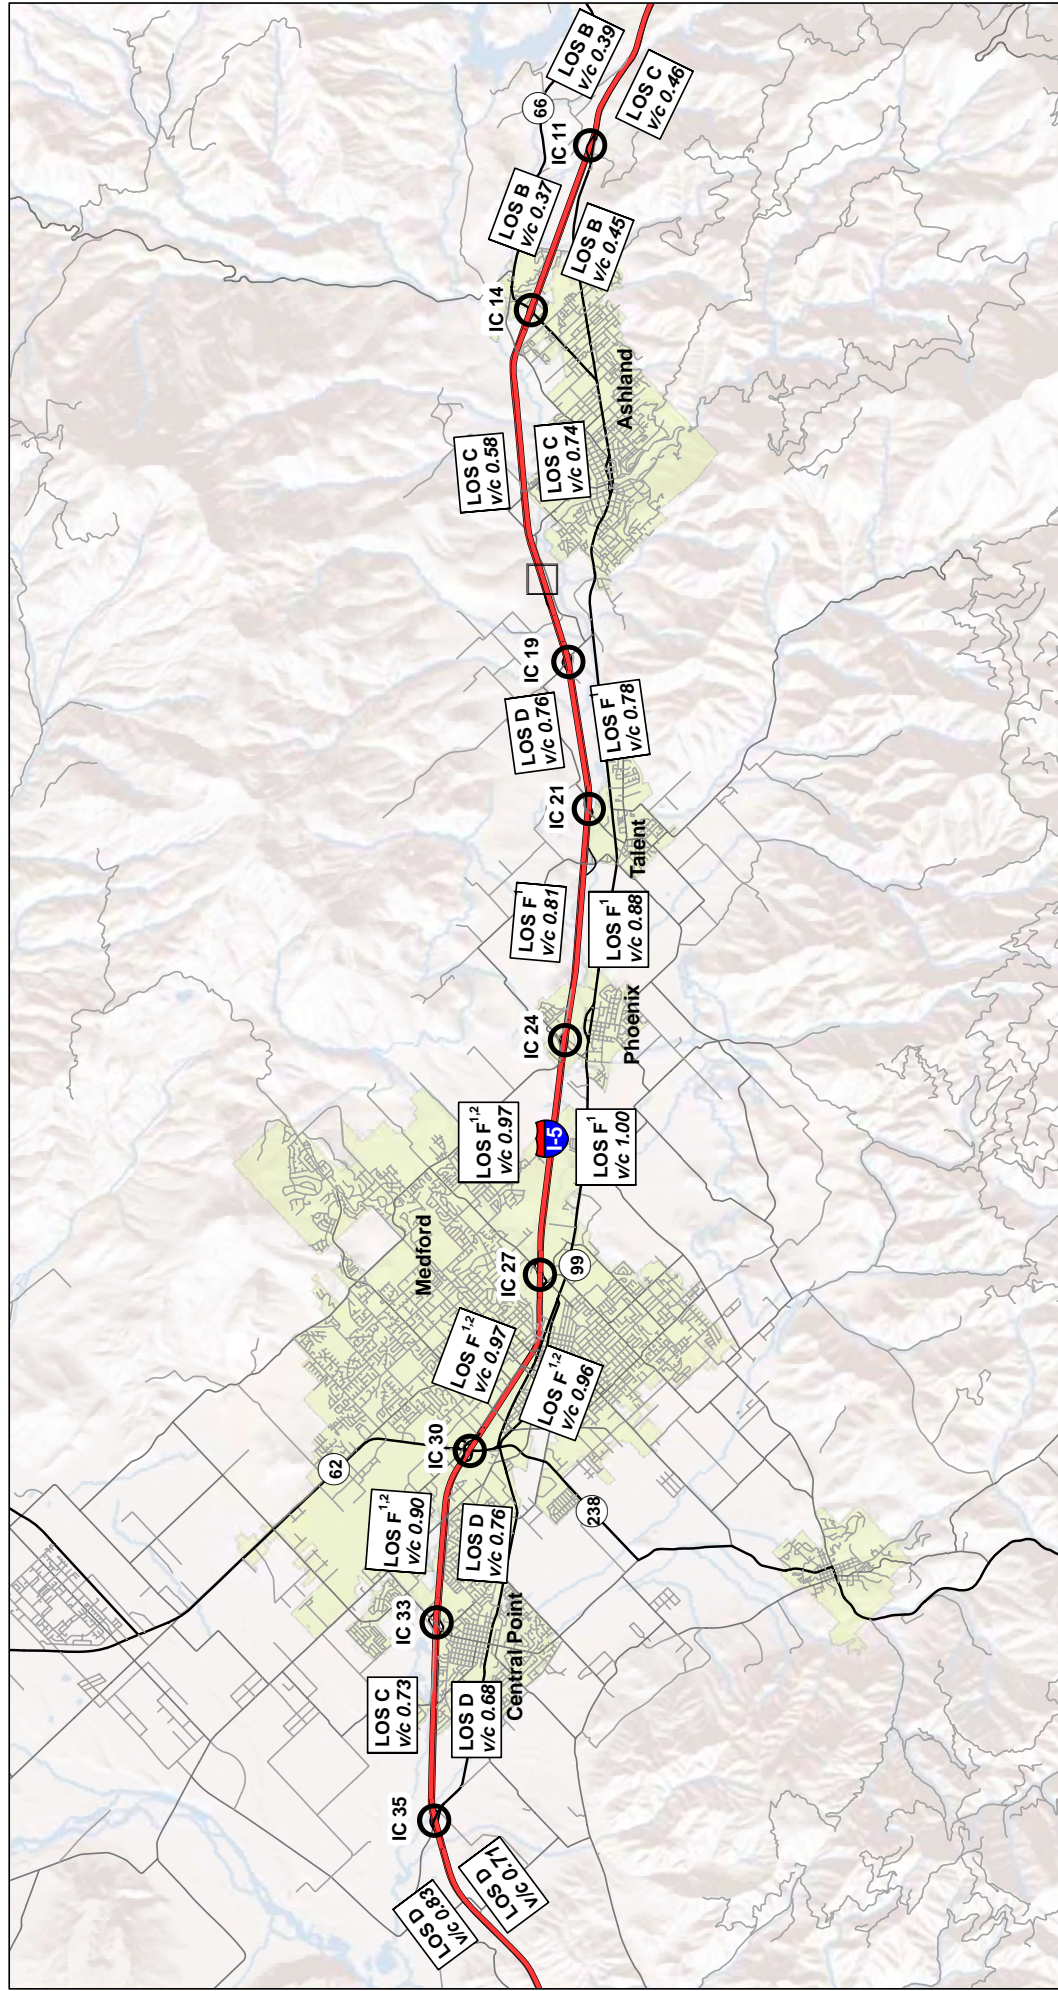 LOS D
v/c 0.83
LOS D
v/c 0.71
IC 35
LOS C
v/c 0.73
LOS D
v/c 0.68
Central Point
IC 33
LOS F1,2
v/c 0.90
LOS D
v/c 0.76
62
238
IC 30
LOS F1,2
v/c 0.97
LOS F1,2
v/c 0.96
Medford
IC 27
99
LOS F1,2
v/c 0.97
I-5
LOS F1
v/c 1.00
IC 24
Phoenix
LOS F1
v/c 0.81
LOS F1
v/c 0.88
Talent
IC 21
LOS D
v/c 0.76
LOS F1
v/c 0.78
IC 19
LOS C
v/c 0.58
LOS C
v/c 0.74
Ashland
IC 14
LOS B
v/c 0.37
LOS B
v/c 0.45
IC 11
66
LOS B
v/c 0.39
LOS C
v/c 0.46